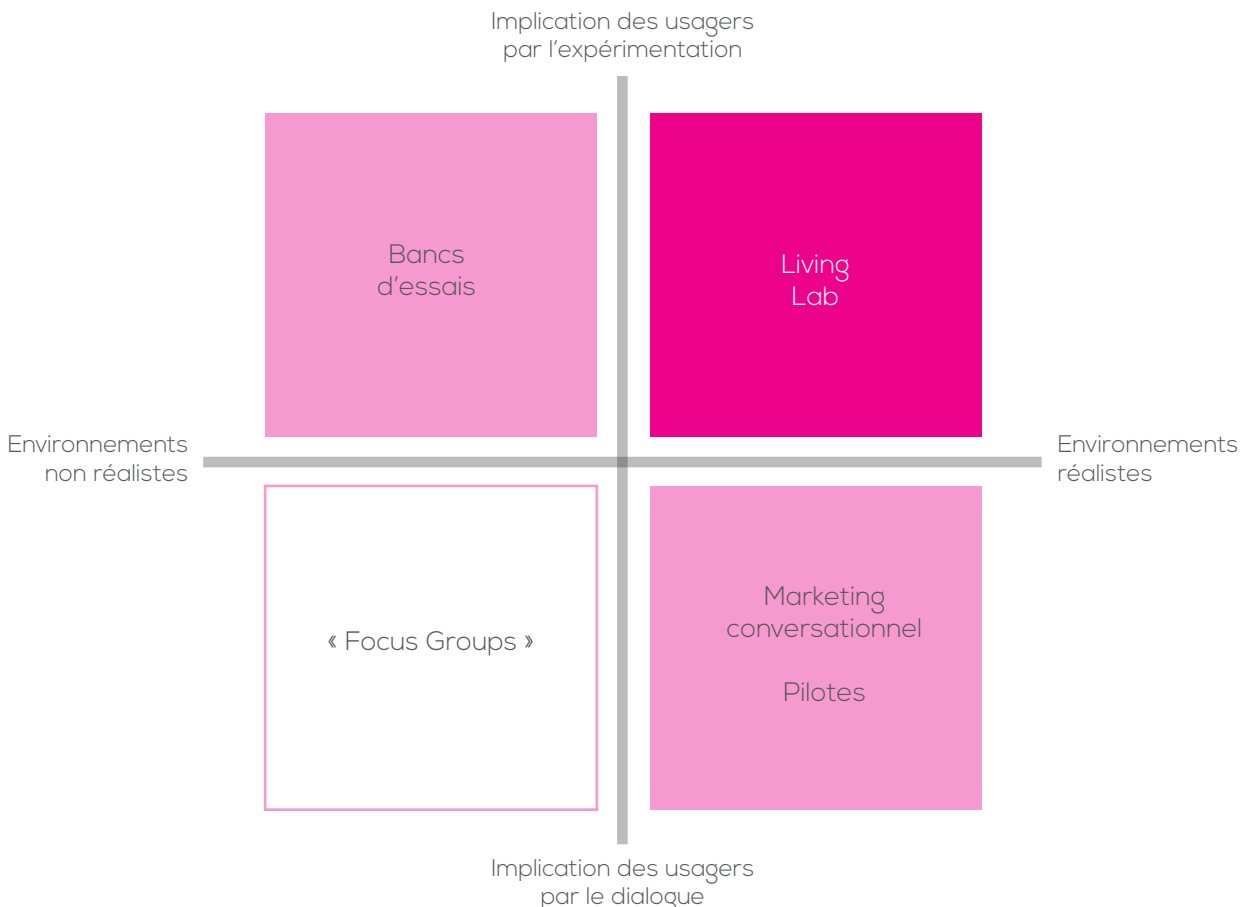 Implication des usagers
par l'expérimentation
Bancs
d'essais
Living
Lab
Environnements
non réalistes
Environnements
réalistes
« Focus Groups »
Marketing
conversationnel
Pilotes
Implication des usagers
par le dialogue